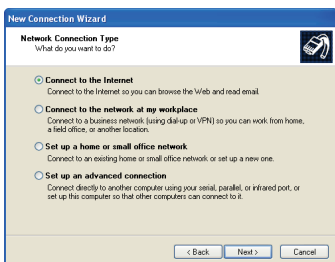 New Connection Wizard
Network Connection Type
What do you want to do?
Connect to the Internet
Connect to the Internet so you can browse the Web and read email.
Connect to the network at my workplace
Connect to a business network (using dial-up or VPN) so you can work from home,
a field office, or another location.
Set up a home or small office network
Connect to an existing home or small office network or set up a new one.
Set up an advanced connection
Connect directly to another computer using your serial, parallel, or infrared port, or
set up this computer so that other computers can connect to it.
< Back Next > Cancel